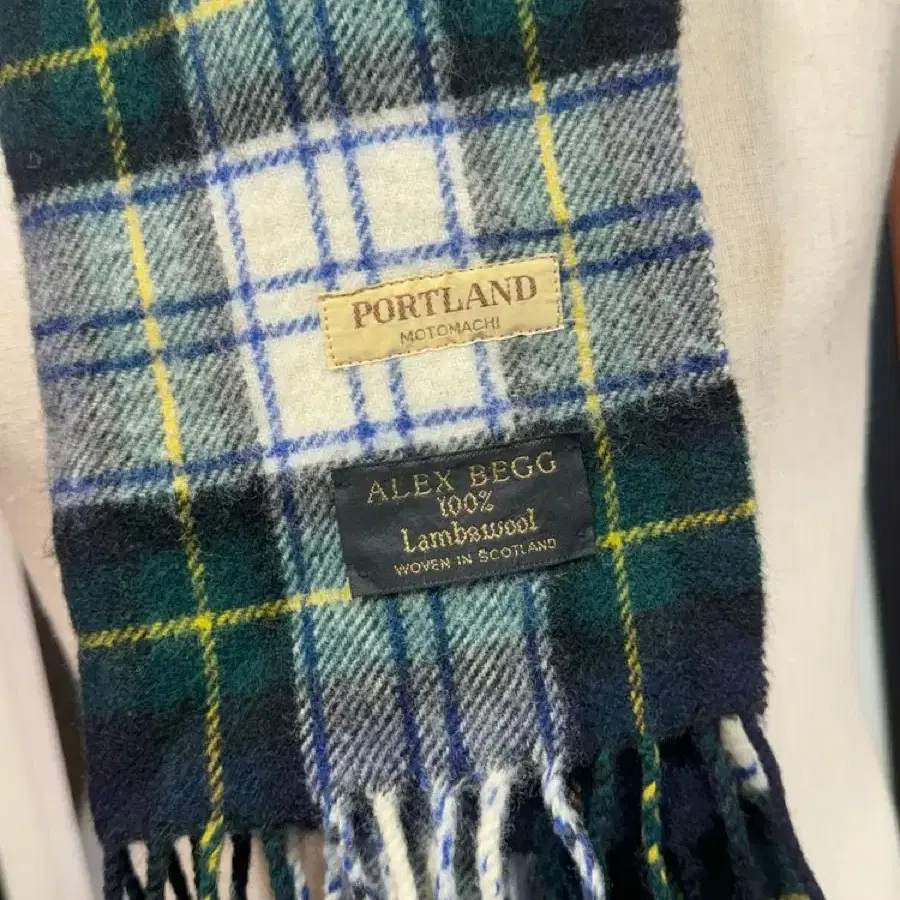 PORTLAND
MOTOMACHI
ALEX BEGG
100%
Lambswool
WOVEN IN SCOTLAND